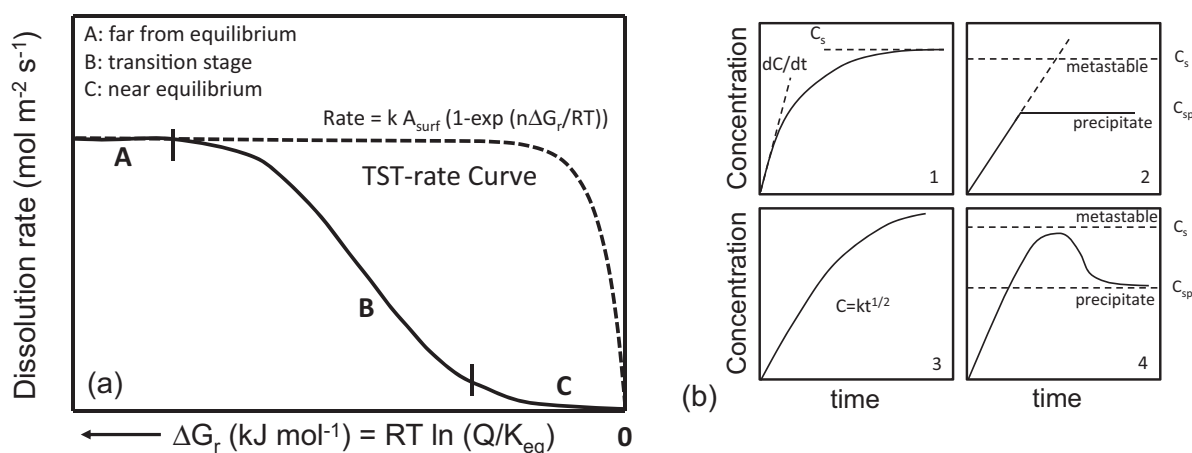 A: far from equilibrium
B: transition stage
C: near equilibrium
Rate = k A_surf (1-exp (nΔG_r/RT))
A
TST-rate Curve
B
C
(a)
Dissolution rate (mol m⁻² s⁻¹)
ΔG_r (kJ mol⁻¹) = RT ln (Q/K_eq)
0
Concentration
C_s
dC/dt
1
metastable
C_s
precipitate
C_sp
2
Concentration
C=kt^1/2
3
time
metastable
C_s
precipitate
C_sp
4
time
(b)